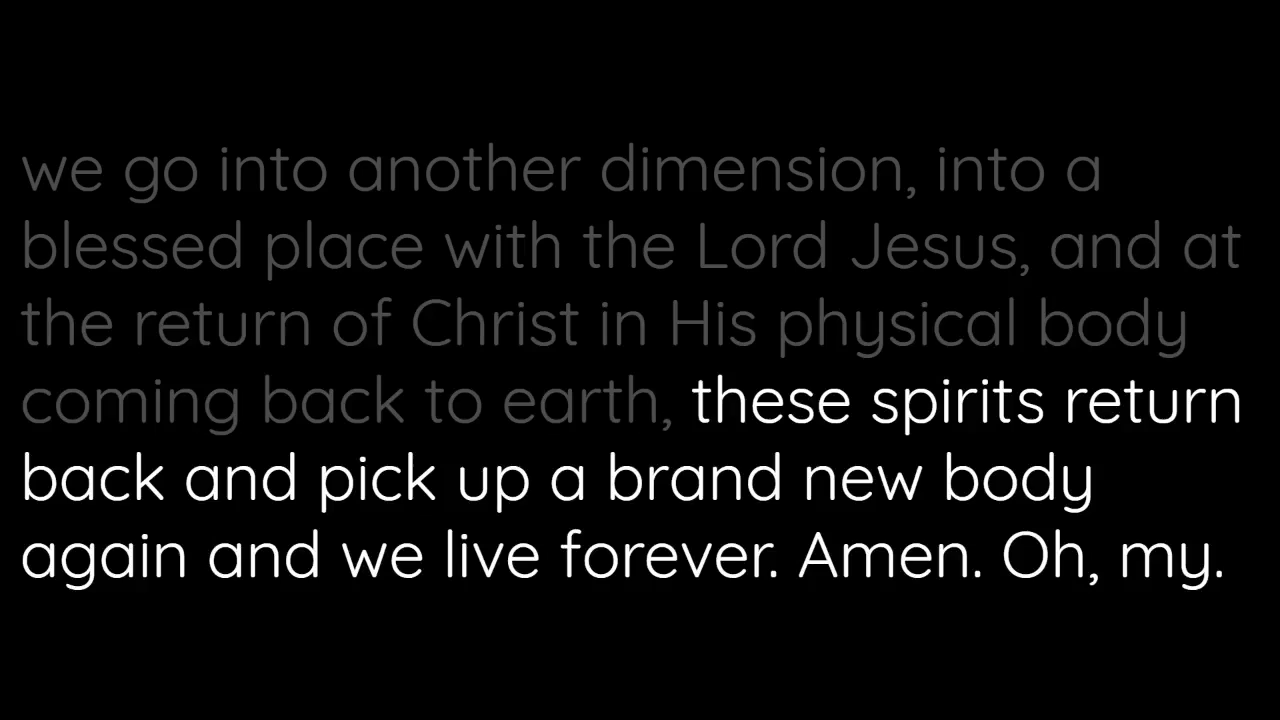 we go into another dimension, into a
blessed place with the Lord Jesus, and at
the return of Christ in His physical body
coming back to earth, these spirits return
back and pick up a brand new body
again and we live forever. Amen. Oh, my.